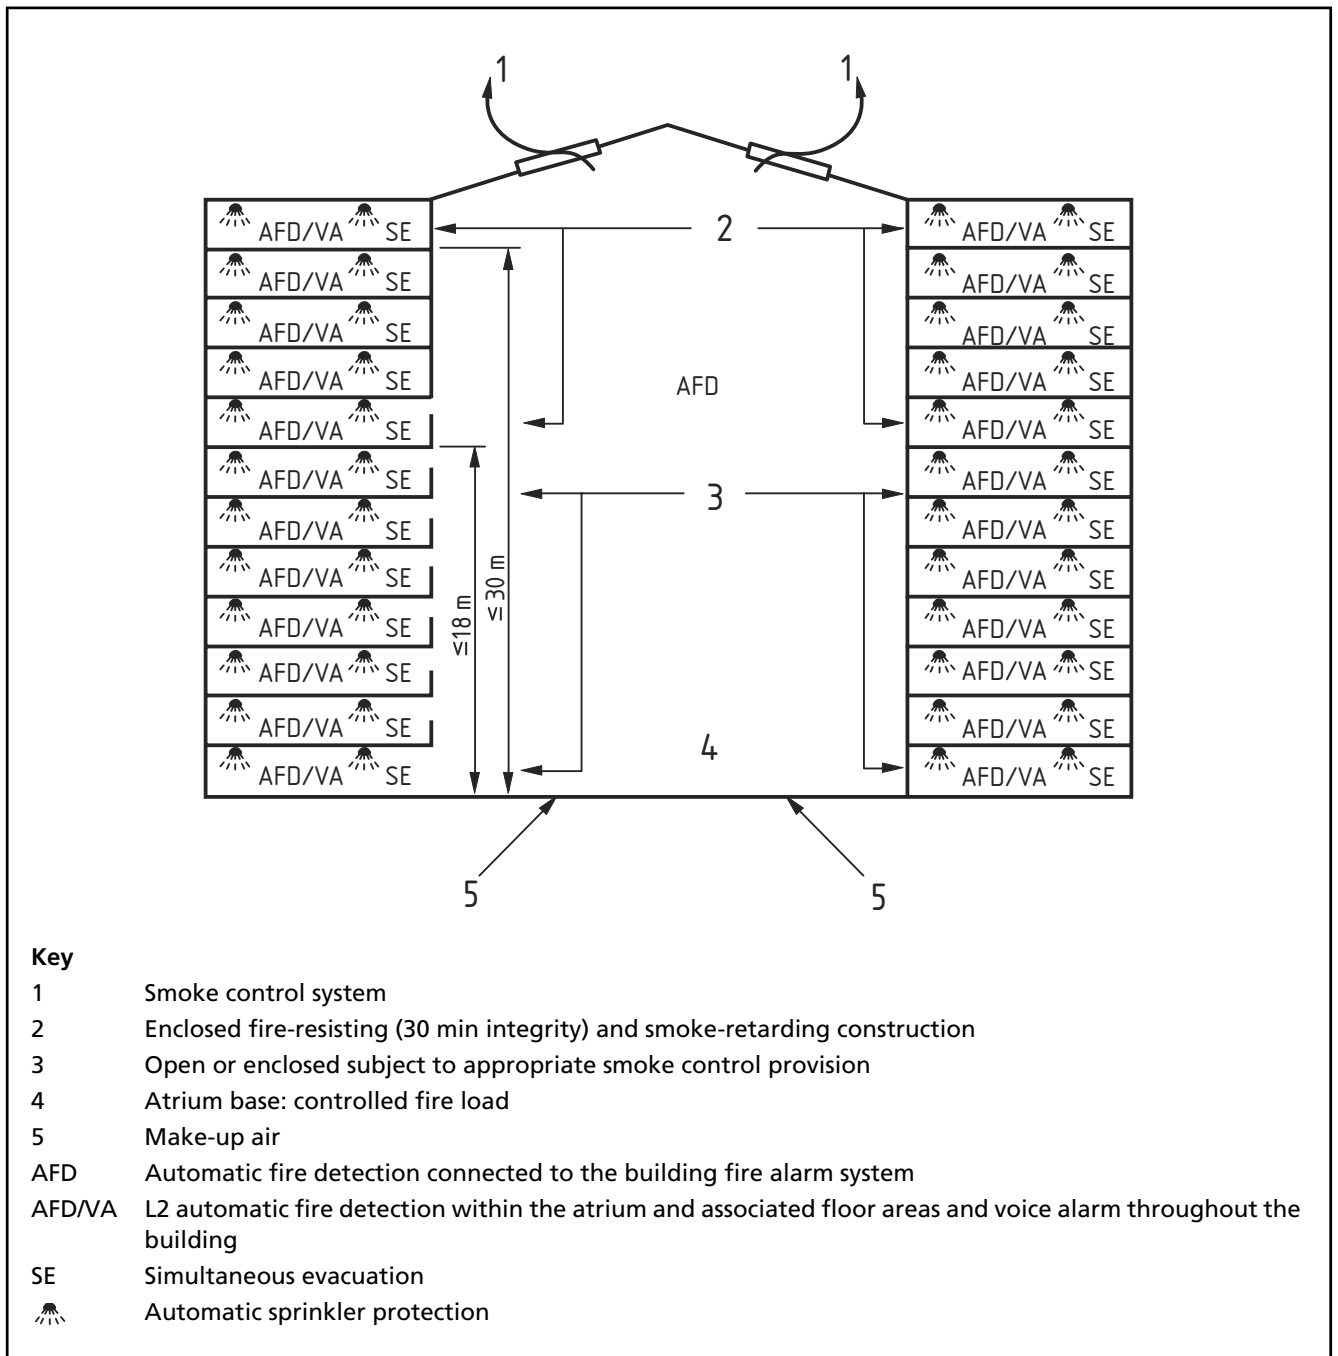 1 1
2
AFD/VA SE AFD/VA SE
AFD/VA SE AFD/VA SE
AFD/VA SE AFD/VA SE
AFD/VA SE AFD/VA SE
AFD
AFD/VA SE AFD/VA SE
AFD/VA SE AFD/VA SE
3
AFD/VA SE AFD/VA SE
AFD/VA SE AFD/VA SE
≤18 m
≤ 30 m
AFD/VA SE AFD/VA SE
AFD/VA SE AFD/VA SE
AFD/VA SE AFD/VA SE
4
AFD/VA SE AFD/VA SE
5 5
Key
1 Smoke control system
2 Enclosed fire-resisting (30 min integrity) and smoke-retarding construction
3 Open or enclosed subject to appropriate smoke control provision
4 Atrium base: controlled fire load
5 Make-up air
AFD Automatic fire detection connected to the building fire alarm system
AFD/VA L2 automatic fire detection within the atrium and associated floor areas and voice alarm throughout the
building
SE Simultaneous evacuation
Automatic sprinkler protection